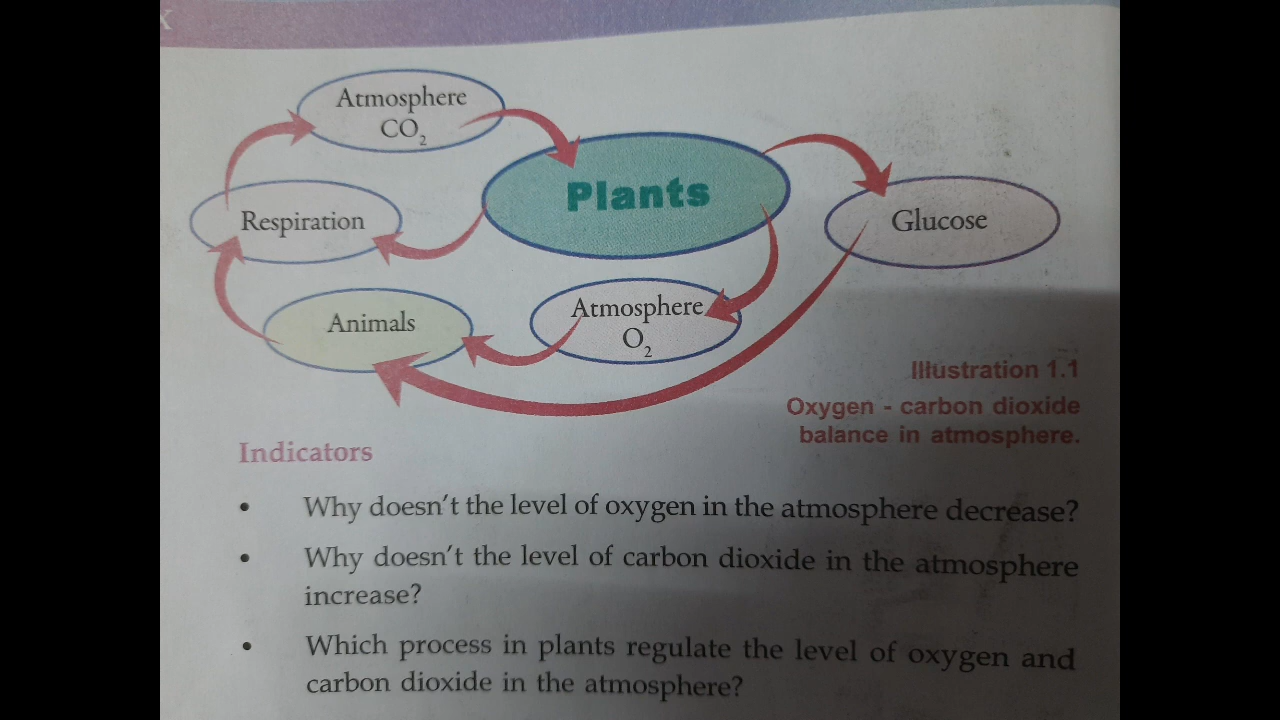 X
Atmosphere
CO₂
Plants
Respiration
Glucose
Animals
Atmosphere
O₂
Illustration 1.1
Oxygen - carbon dioxide
balance in atmosphere.
Indicators
• Why doesn't the level of oxygen in the atmosphere decrease?
• Why doesn't the level of carbon dioxide in the atmosphere
increase?
• Which process in plants regulate the level of oxygen and
carbon dioxide in the atmosphere?